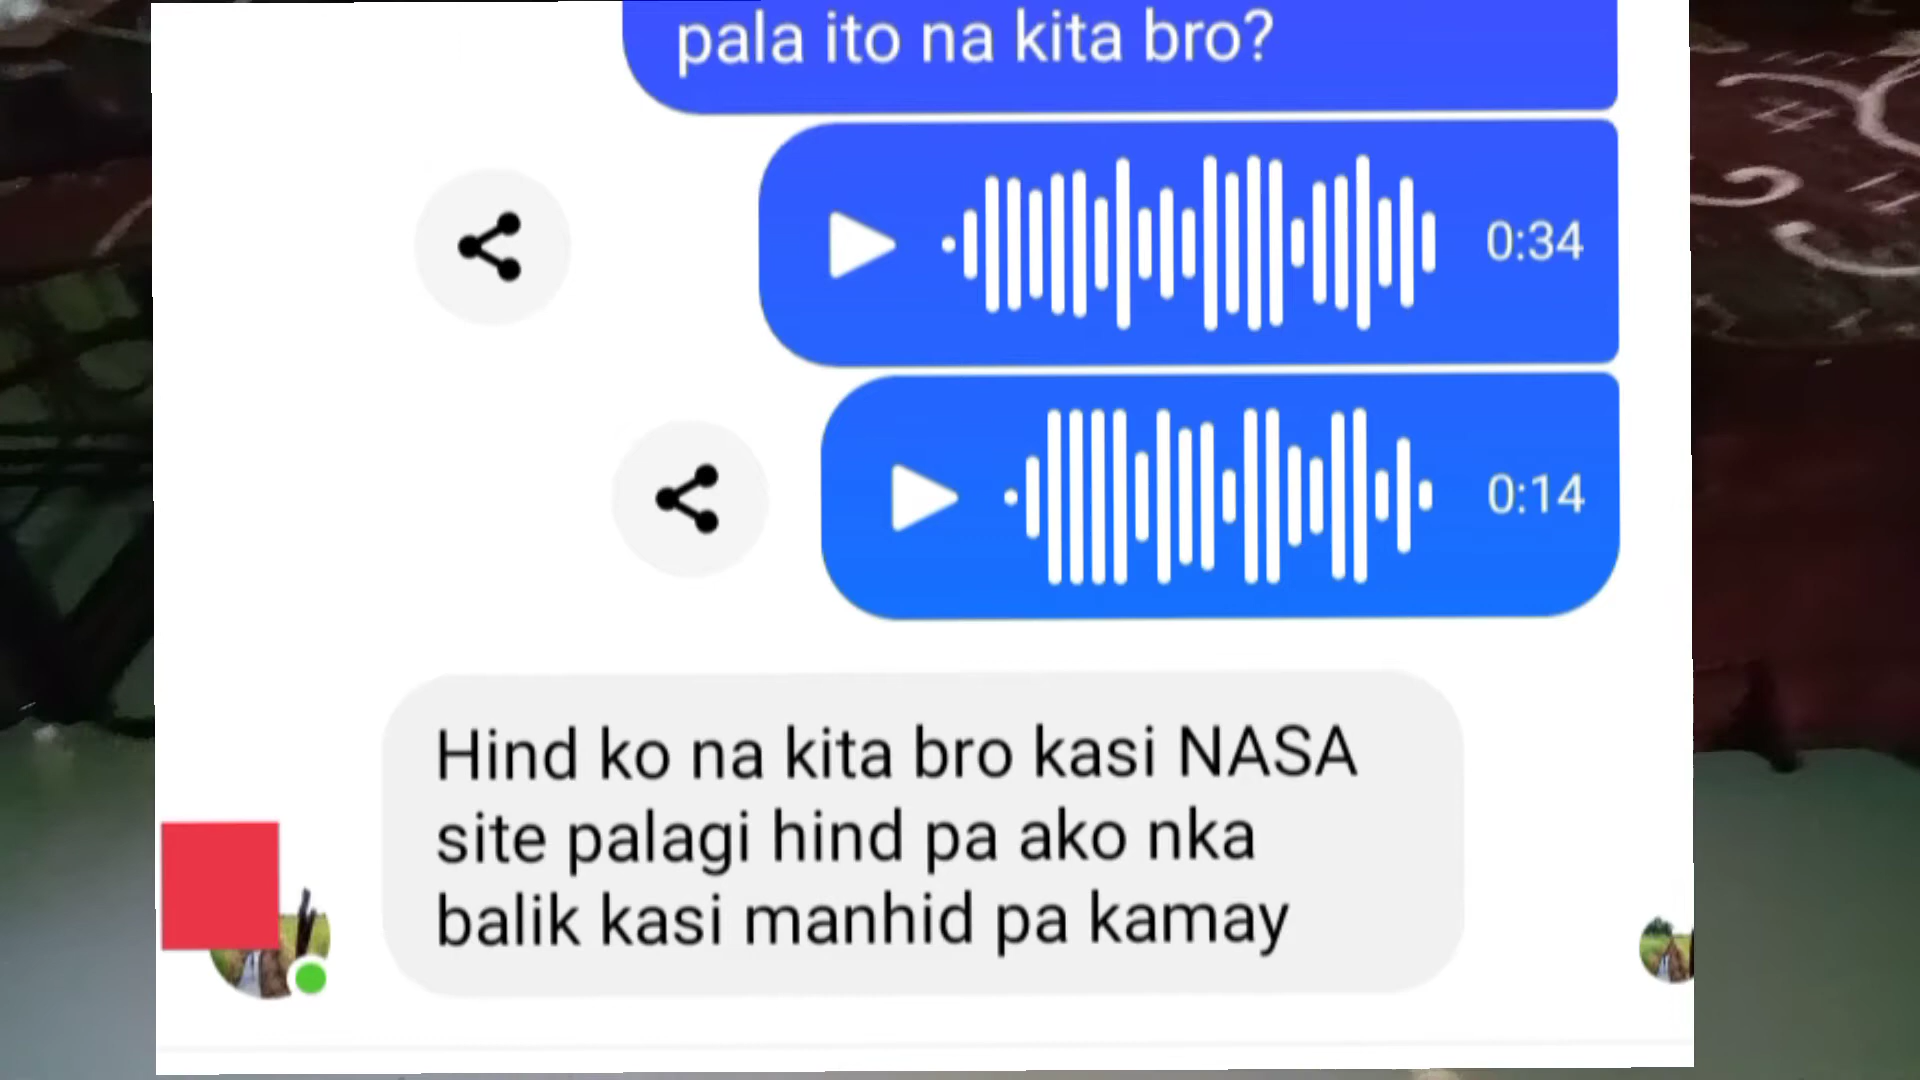 pala ito na kita bro?
0:34
0:14
Hind ko na kita bro kasi NASA
site palagi hind pa ako nka
balik kasi manhid pa kamay